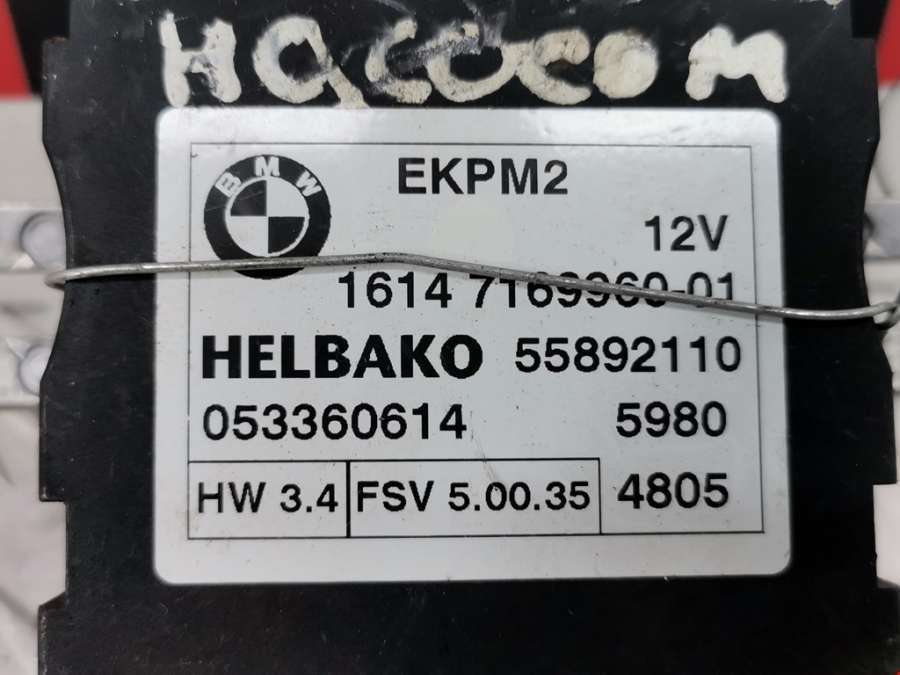 НаСОСОМ
BMW EKPM2
12V
1614 7169960-01
HELBAKO 55892110
053360614 5980
HW 3.4 FSV 5.00.35 4805